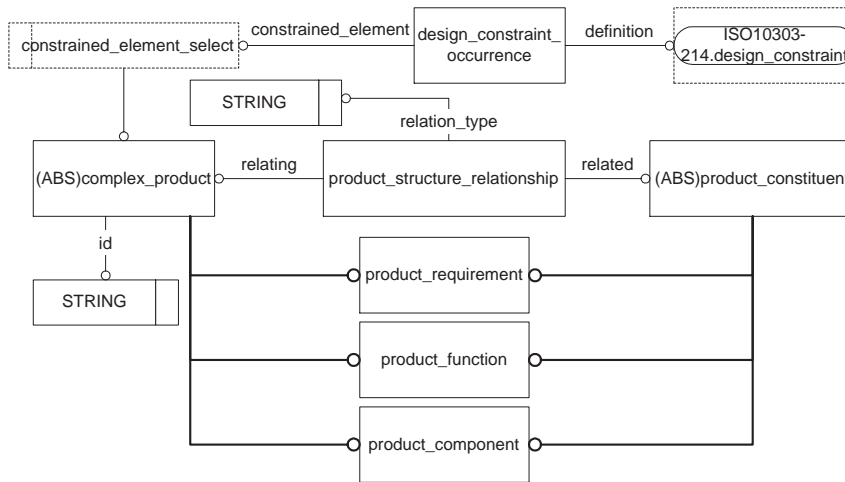 constrained_element_select
constrained_element
design_constraint_
occurrence
definition
ISO10303-
214.design_constraint
STRING
relation_type
(ABS)complex_product
relating
product_structure_relationship
related
(ABS)product_constituent
id
STRING
product_requirement
product_function
product_component